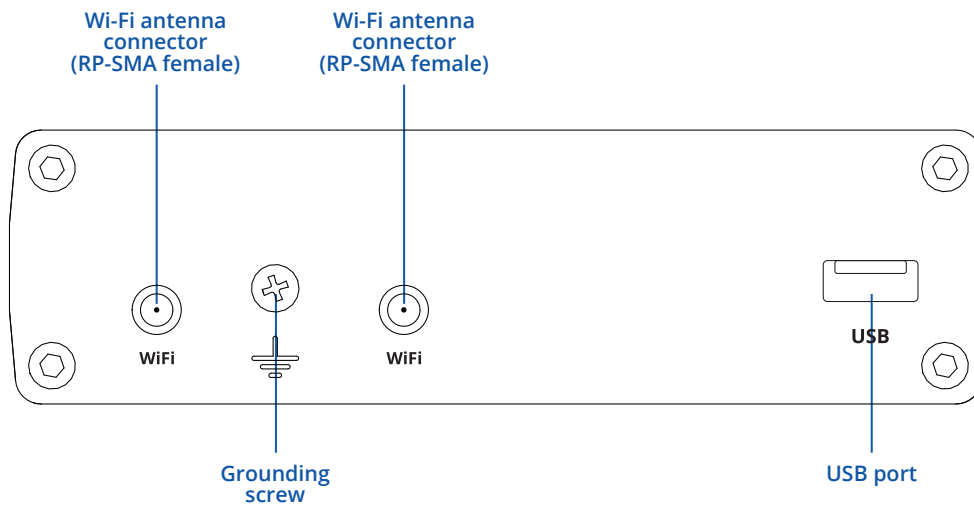 Wi-Fi antenna
connector
(RP-SMA female)
Wi-Fi antenna
connector
(RP-SMA female)
WiFi
WiFi
USB
Grounding
screw
USB port